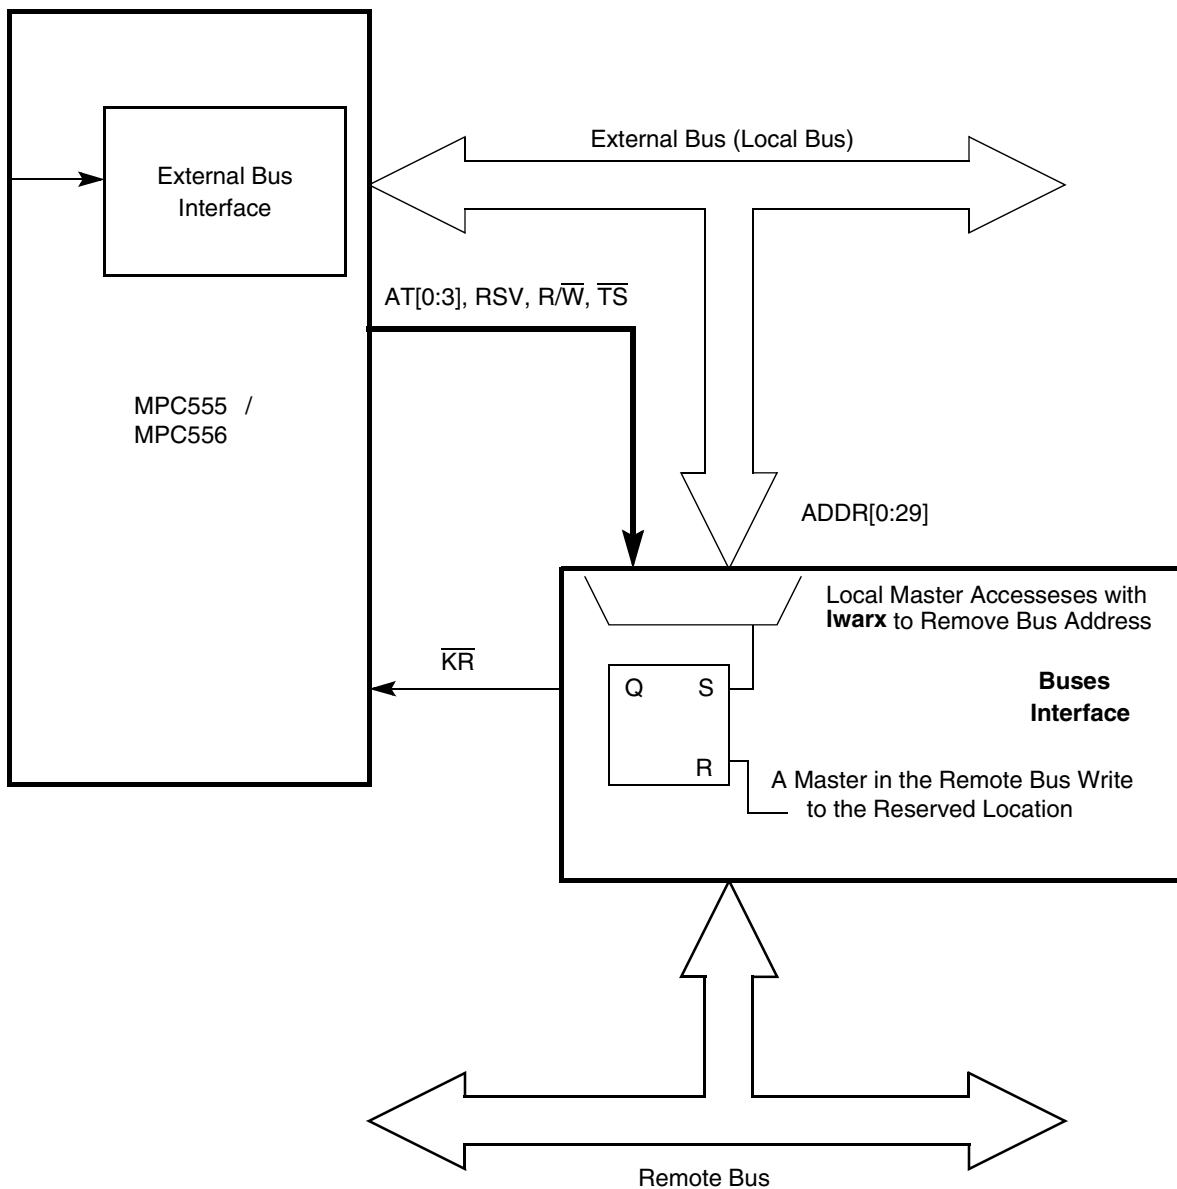 External Bus (Local Bus)
External Bus
Interface
AT[0:3], RSV, R/W̅, T̅S̅
MPC555 /
MPC556
ADDR[0:29]
Local Master Accesseses with
lwarx to Remove Bus Address
K̅R̅
Q S
Buses
Interface
R
A Master in the Remote Bus Write
to the Reserved Location
Remote Bus